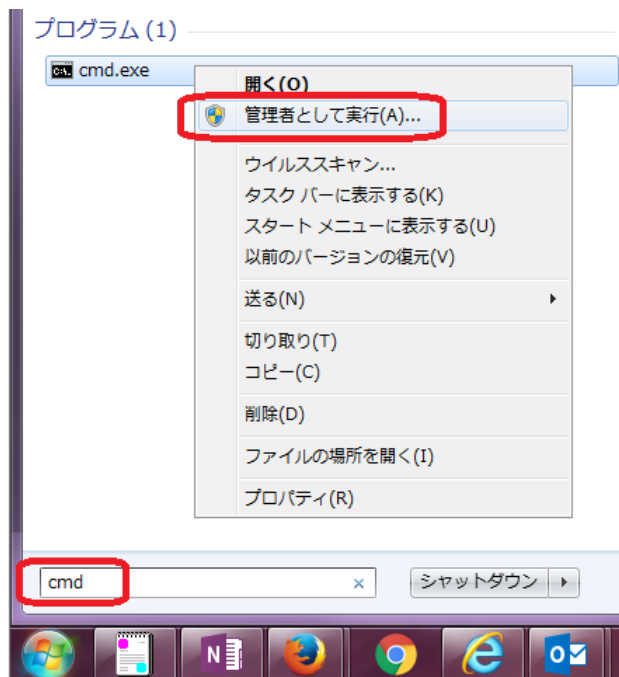 プログラム (1)
cmd.exe
開く(O)
管理者として実行(A)...
ウイルススキャン...
タスク バーに表示する(K)
スタート メニューに表示する(U)
以前のバージョンの復元(V)
送る(N)
切り取り(T)
コピー(C)
削除(D)
ファイルの場所を開く(I)
プロパティ(R)
cmd
シャットダウン